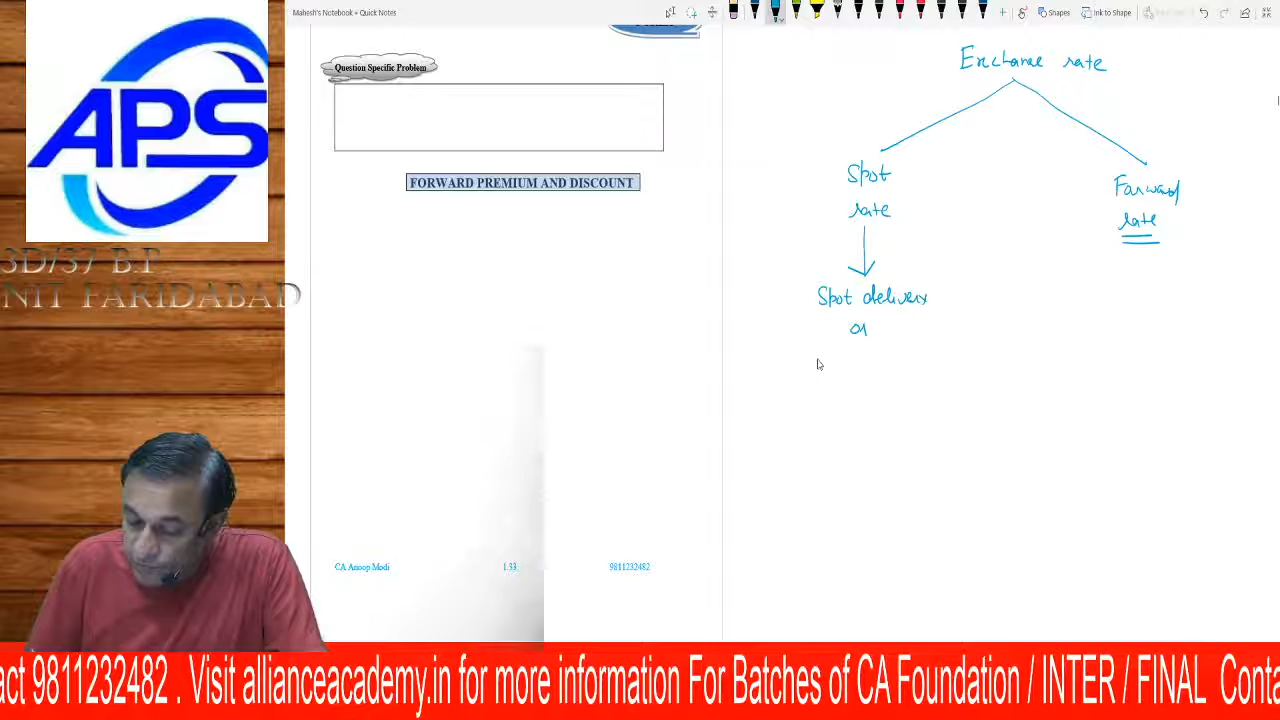 APS
3D/37 B.P.
NIT FARIDABAD
Mahesh's Notebook » Quick Notes
Shapes
Ink to Shape
Question Specific Problem
FORWARD PREMIUM AND DISCOUNT
CA Anoop Modi 1.33 9811232482
Exchange rate
Spot
rate
Forward
rate
Spot delivery
or
act 9811232482 . Visit allianceacademy.in for more information For Batches of CA Foundation / INTER / FINAL Conta